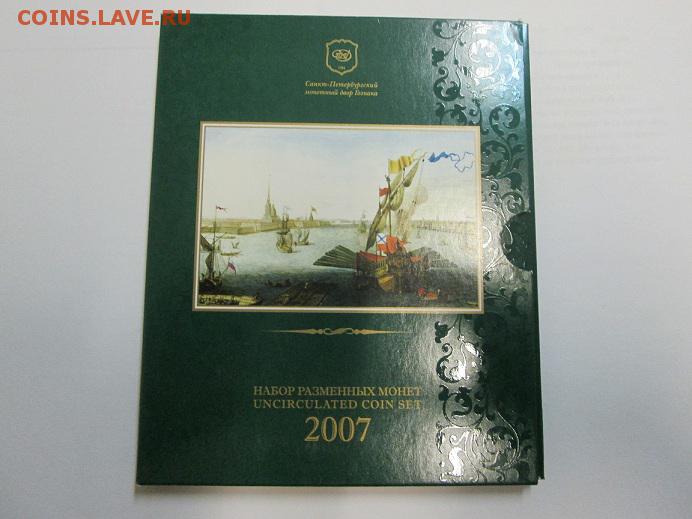 COINS.LAVE.RU
Санкт-Петербургский
монетный двор Гознака
НАБОР РАЗМЕННЫХ МОНЕТ
UNCIRCULATED COIN SET
2007